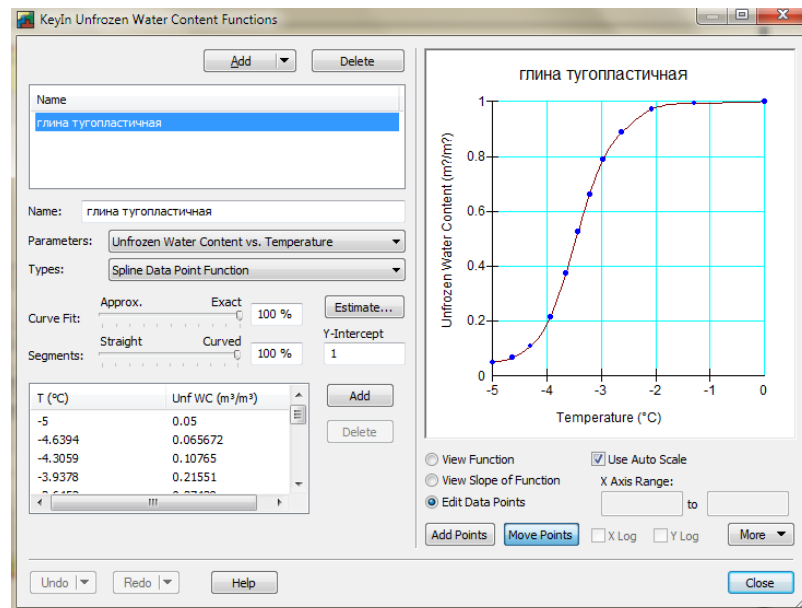 KeyIn Unfrozen Water Content Functions
Add
Delete
Name
глина тугопластичная
Name: глина тугопластичная
Parameters: Unfrozen Water Content vs. Temperature
Types: Spline Data Point Function
Curve Fit: Approx. Exact 100 % Estimate...
Segments: Straight Curved 100 % Y-Intercept 1
T (°C) Unf WC (m³/m³)
-5 0.05
-4.6394 0.065672
-4.3059 0.10765
-3.9378 0.21551
Add
Delete
глина тугопластичная
Unfrozen Water Content (m?/m?)
1
0.8
0.6
0.4
0.2
0
-5 -4 -3 -2 -1 0
Temperature (°C)
View Function
View Slope of Function
Edit Data Points
Use Auto Scale
X Axis Range:
to
Add Points
Move Points
X Log
Y Log
More
Undo
Redo
Help
Close